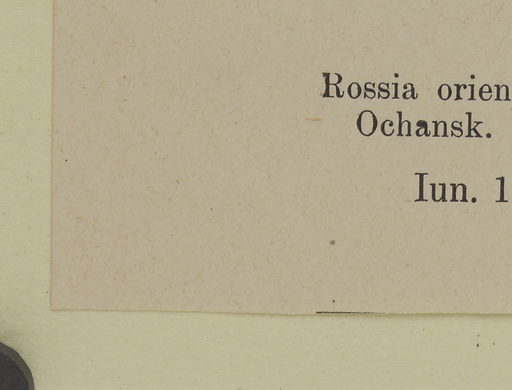 Rossia orien
Ochansk.
Iun. 1